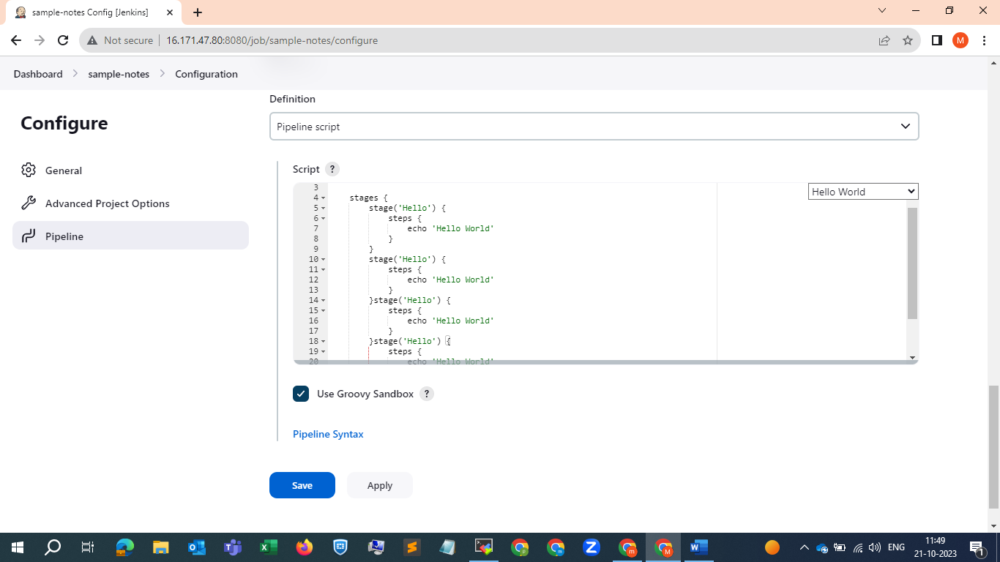 sample-notes Config [Jenkins]
Not secure
16.171.47.80:8080/job/sample-notes/configure
M
Dashboard
sample-notes
Configuration
Configure
General
Advanced Project Options
Pipeline
Definition
Pipeline script
Script ?
Hello World
3
4 stages {
5 stage('Hello') {
6 steps {
7 echo 'Hello World'
8 }
9 }
10 stage('Hello') {
11 steps {
12 echo 'Hello World'
13 }
14 }stage('Hello') {
15 steps {
16 echo 'Hello World'
17 }
18 }stage('Hello') {
19 steps {
20 echo 'Hello World'
Use Groovy Sandbox ?
Pipeline Syntax
Save
Apply
ENG
11:49
21-10-2023
1